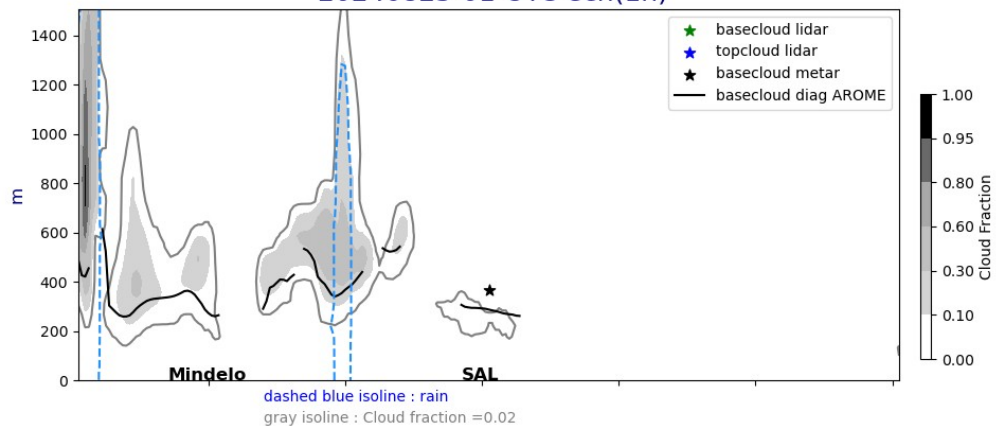 1400
1200
1000
800
600
400
200
0
m
basecloud lidar
topcloud lidar
basecloud metar
basecloud diag AROME
1.00
0.95
0.80
0.60
0.30
0.10
0.00
Cloud Fraction
Mindelo
SAL
dashed blue isoline : rain
gray isoline : Cloud fraction =0.02